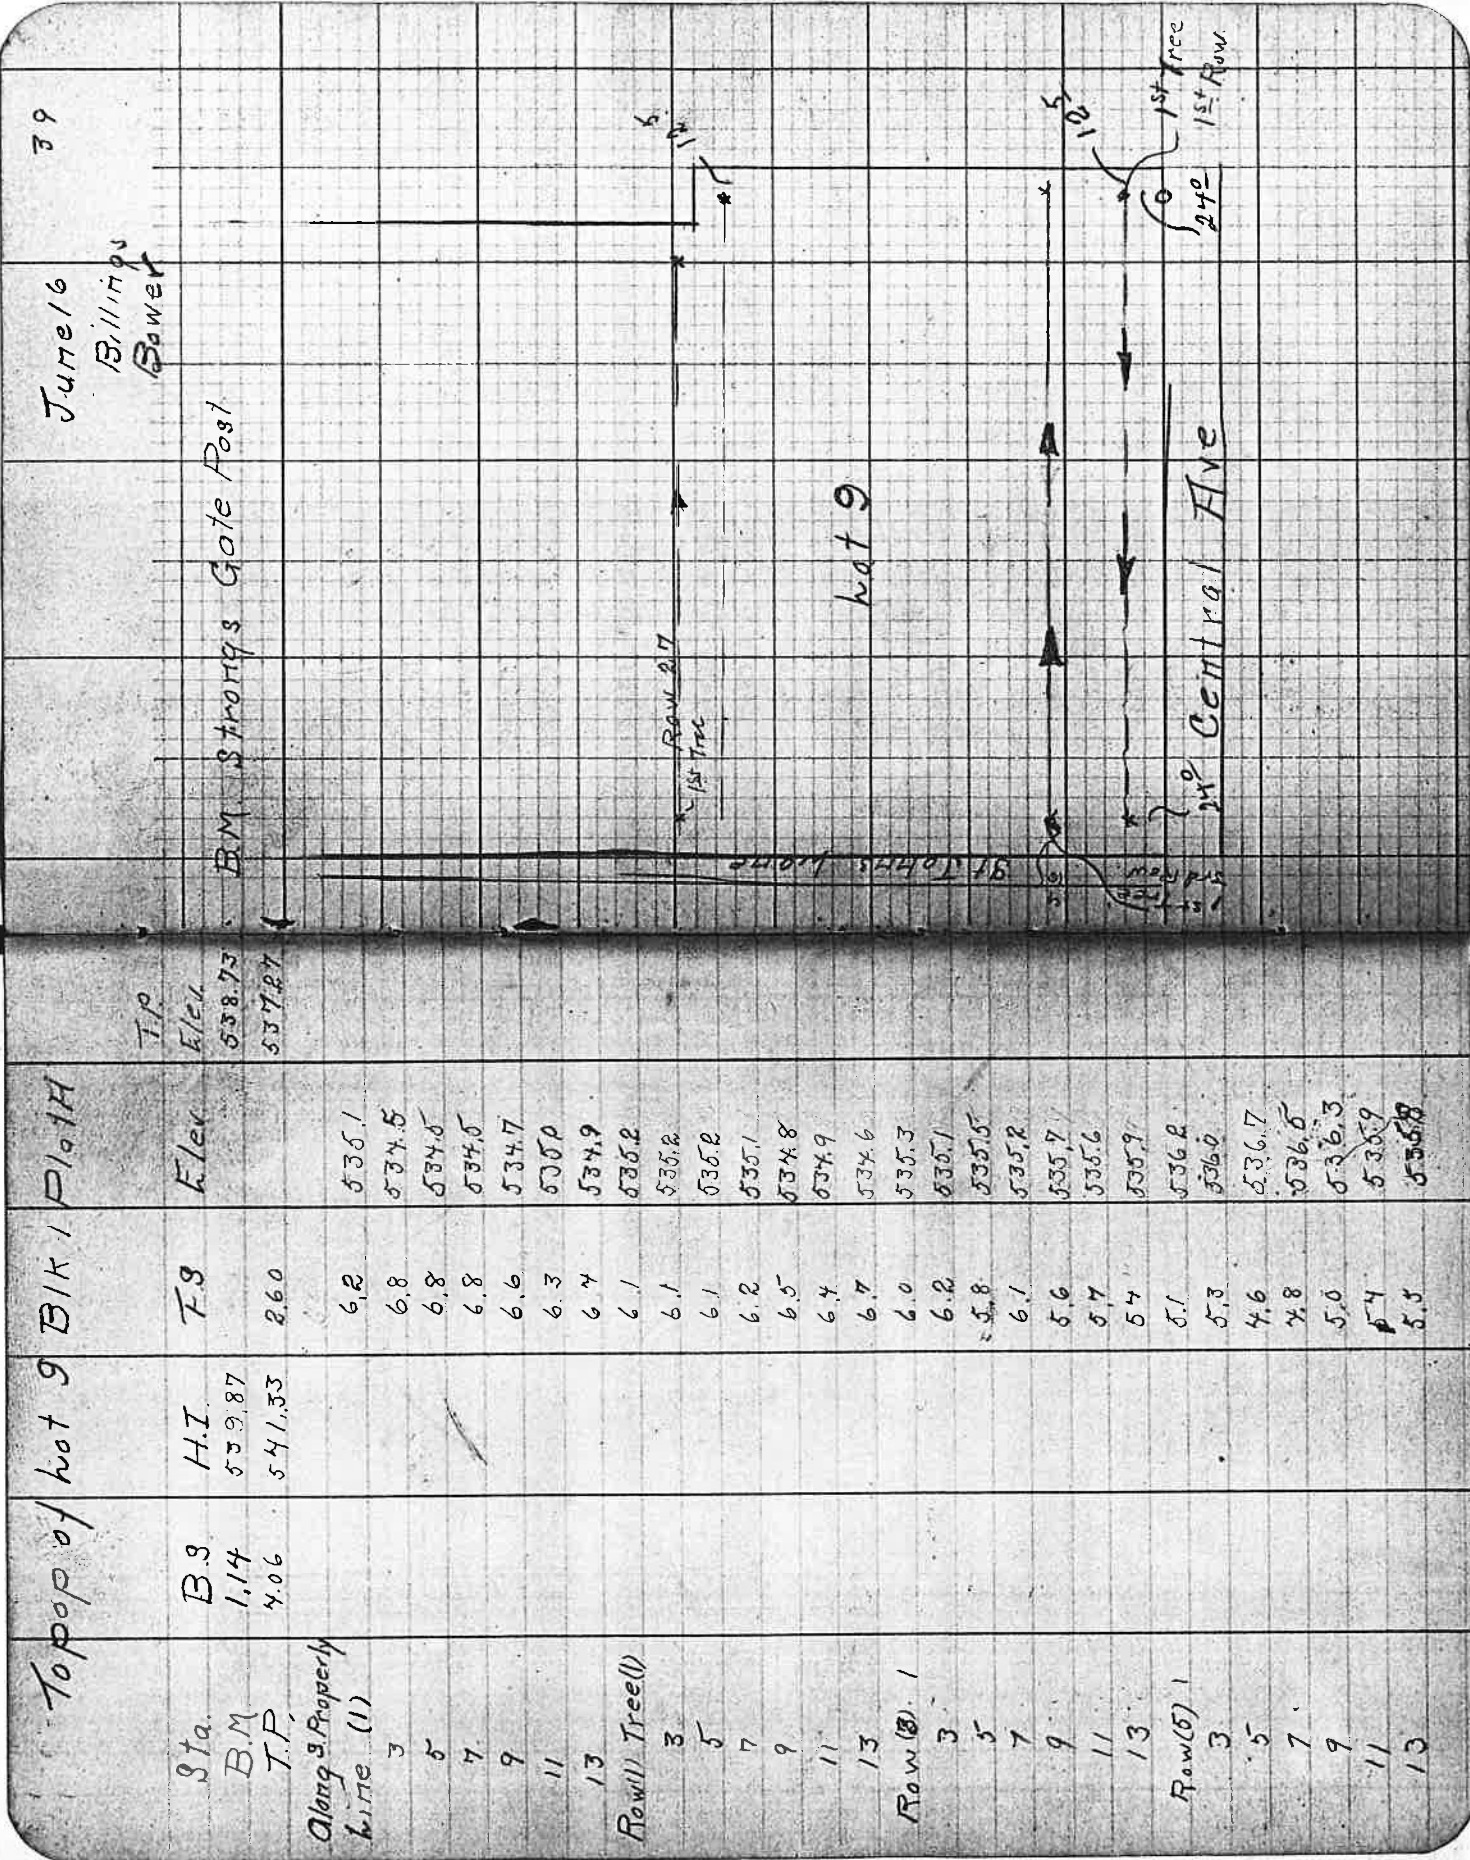 Topo of Lot 9 Blk 1 Plat A
Sta. B.S H.I. F.S Elev T.P. Elev.
B.M 1.14 539.87 538.73
T.P. 4.06 541.33 2.60 537.27
Along S. Property
Line (1) 6.2 535.1
3 6.8 534.5
5 6.8 534.5
7 6.8 534.5
9 6.6 534.7
11 6.3 535.0
13 6.4 534.9
Row(1) Tree(1) 6.1 535.2
3 6.1 535.2
5 6.1 535.2
7 6.2 535.1
9 6.5 534.8
11 6.4 534.9
13 6.7 534.6
Row(3) 1 6.0 535.3
3 6.2 535.1
5 5.8 535.5
7 6.1 535.2
9 5.6 535.7
11 5.7 535.6
13 5.4 535.9
Row(5) 1 5.1 536.2
3 5.3 536.0
5 4.6 536.7
7 4.8 536.5
9 5.0 536.3
11 5.4 535.9
13 5.5 535.8
June 16 39
Billings
Bower
B.M. Strongs Gate Post
12 5
Row 27
1st Tree
Lot 9
St Johns Lane
12 5
1st Tree
1st Row
1st Tree
3rd Row
24° Central Ave 24°